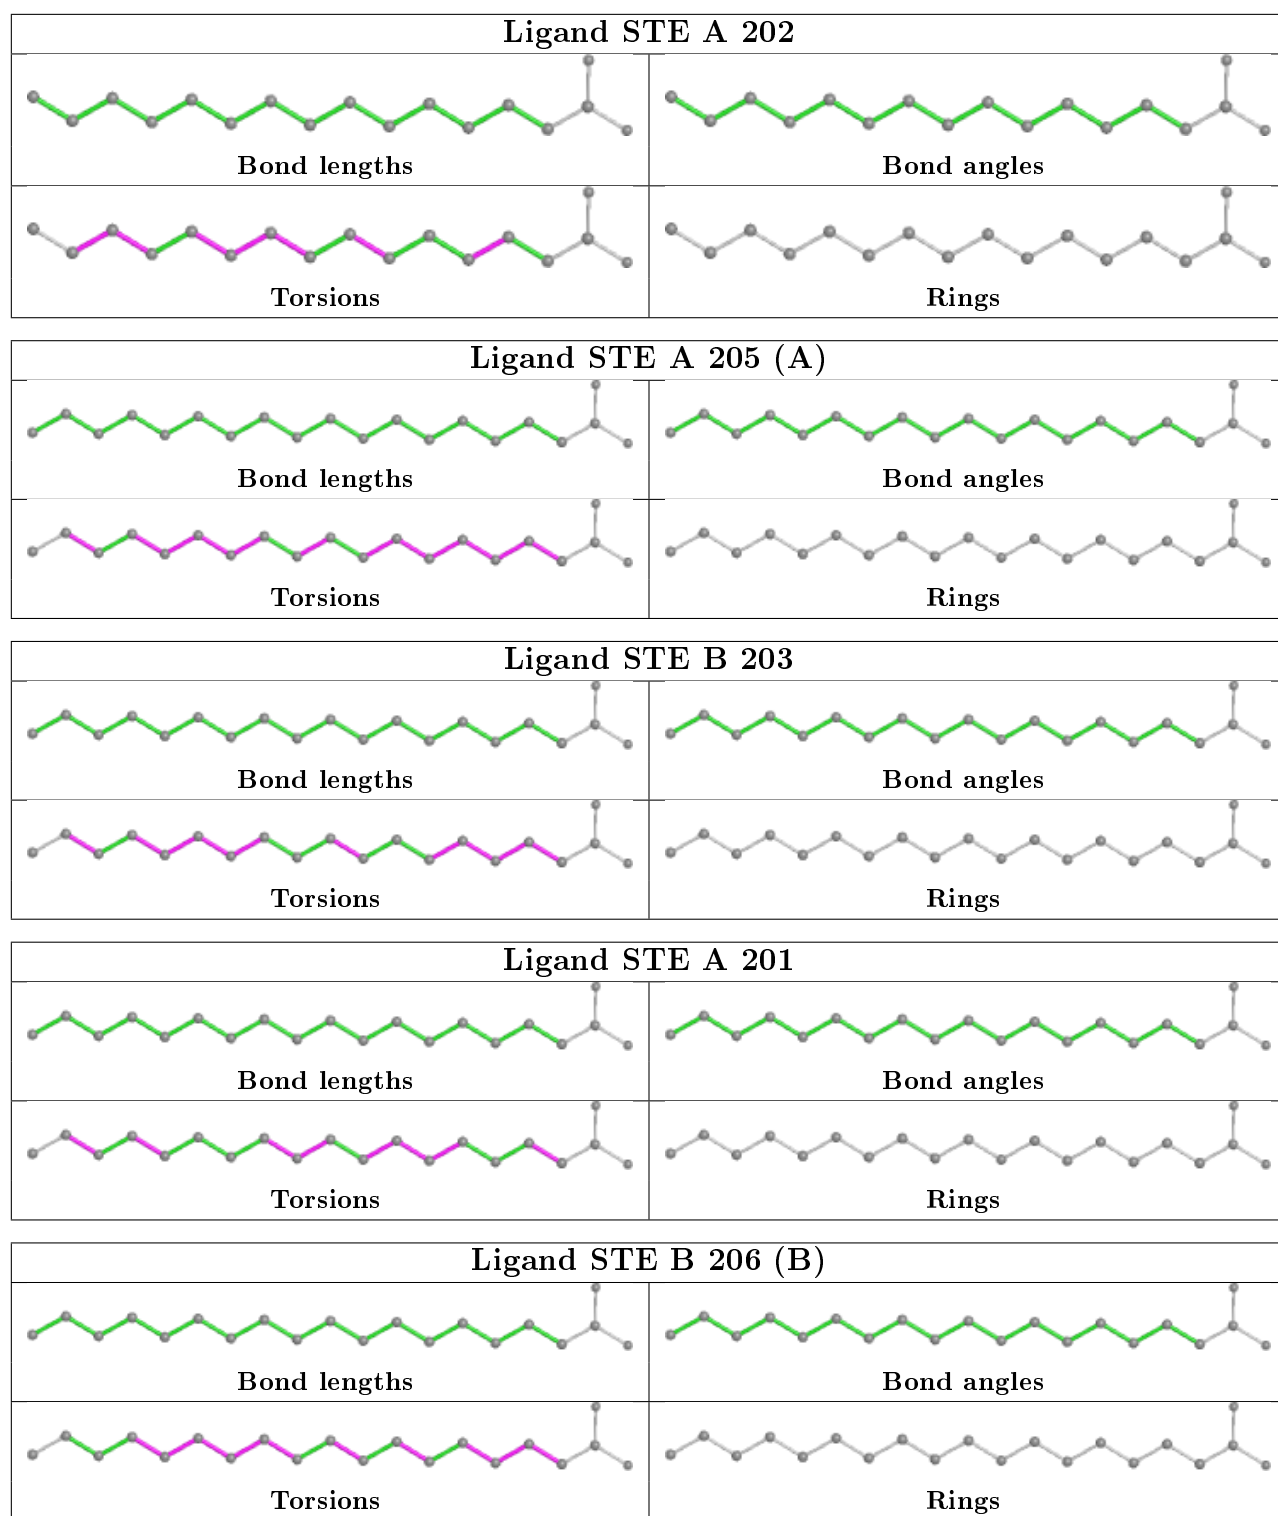 Ligand STE A 202
Bond lengths
Bond angles
Torsions
Rings
Ligand STE A 205 (A)
Bond lengths
Bond angles
Torsions
Rings
Ligand STE B 203
Bond lengths
Bond angles
Torsions
Rings
Ligand STE A 201
Bond lengths
Bond angles
Torsions
Rings
Ligand STE B 206 (B)
Bond lengths
Bond angles
Torsions
Rings